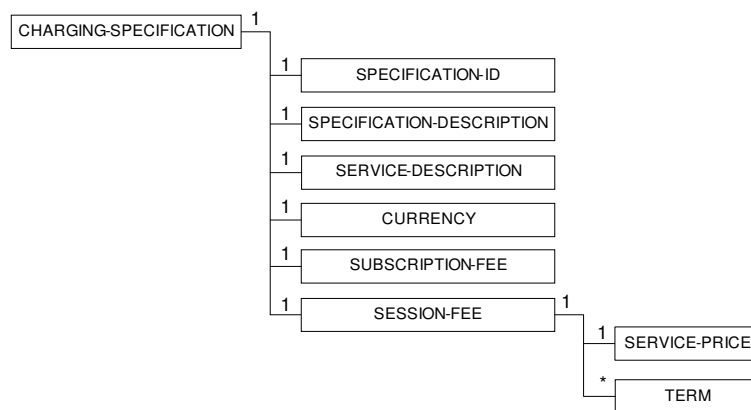 CHARGING-SPECIFICATION 1
1 SPECIFICATION-ID
1 SPECIFICATION-DESCRIPTION
1 SERVICE-DESCRIPTION
1 CURRENCY
1 SUBSCRIPTION-FEE
1 SESSION-FEE 1
1 SERVICE-PRICE
* TERM